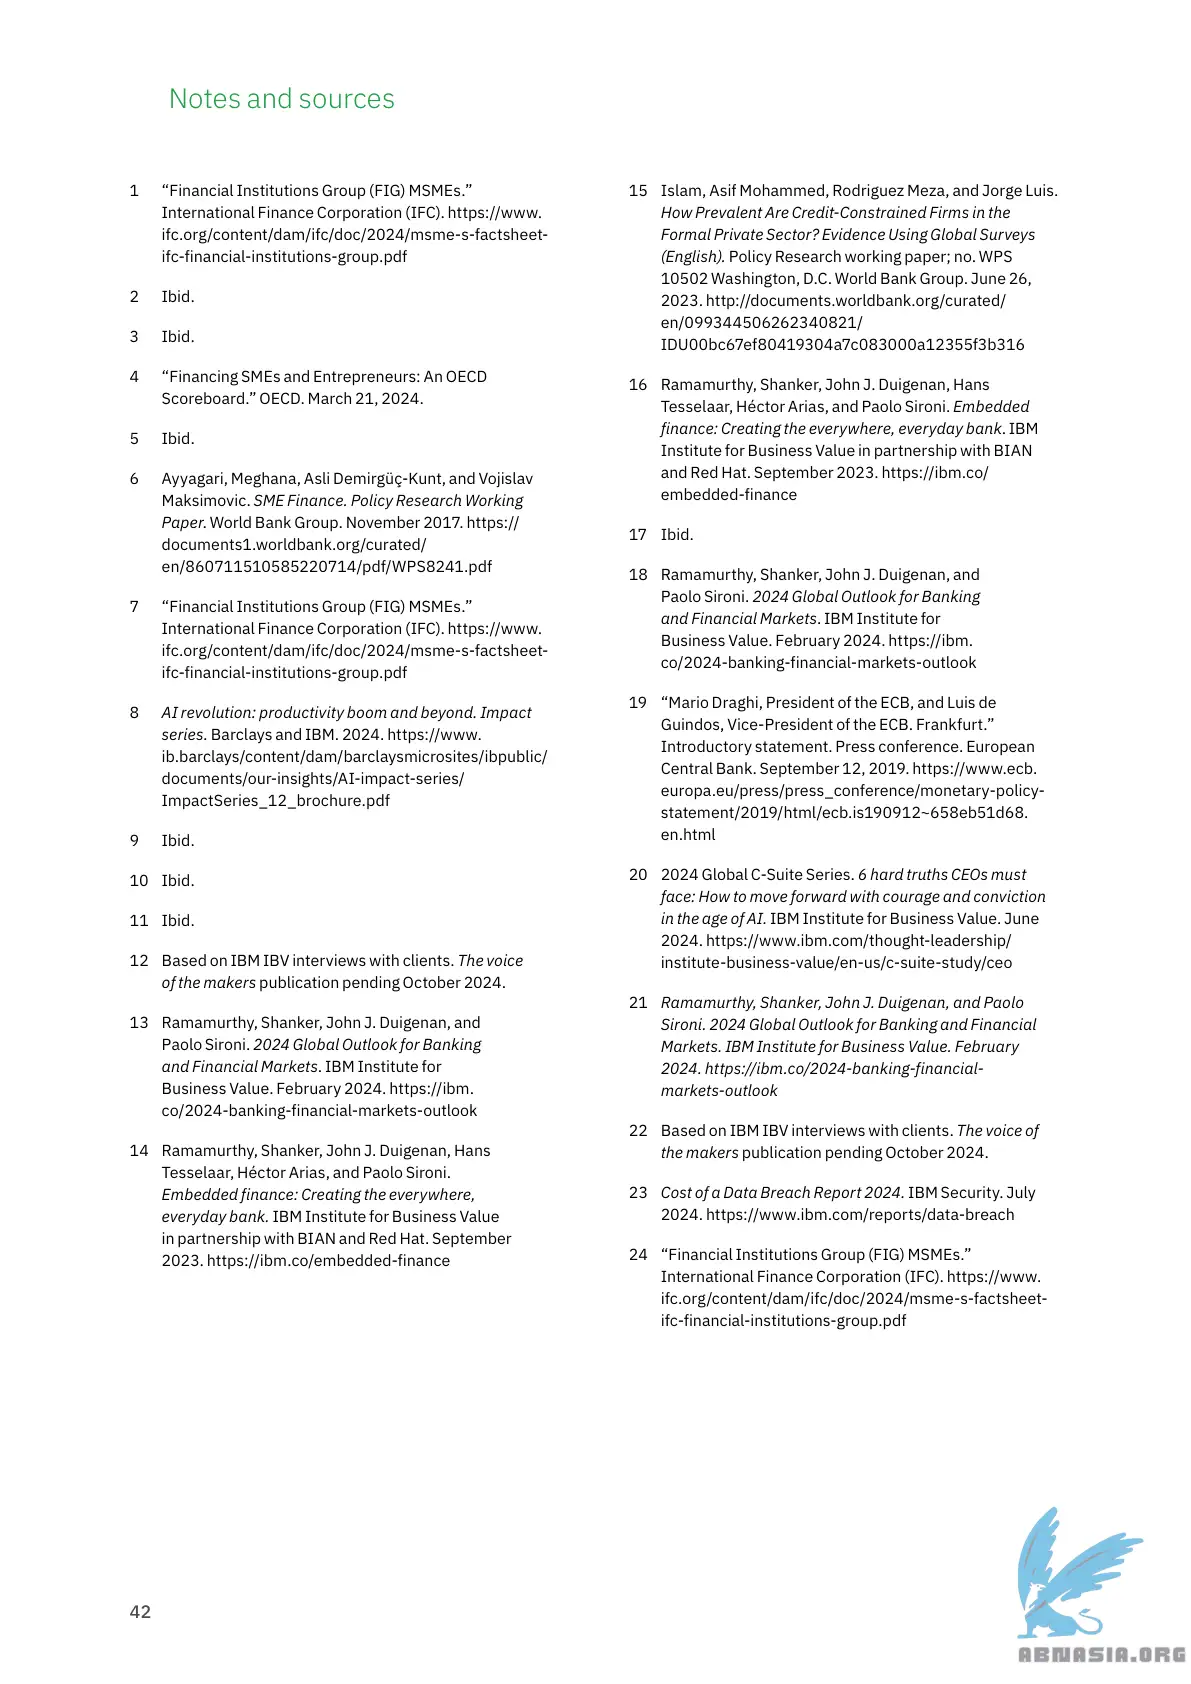 Notes and sources
1 “Financial Institutions Group (FIG) MSMEs.”
International Finance Corporation (IFC). https://www.
ifc.org/content/dam/ifc/doc/2024/msme-s-factsheet-
ifc-financial-institutions-group.pdf
2 Ibid.
3 Ibid.
4 “Financing SMEs and Entrepreneurs: An OECD
Scoreboard.” OECD. March 21, 2024.
5 Ibid.
6 Ayyagari, Meghana, Asli Demirgüç-Kunt, and Vojislav
Maksimovic. SME Finance. Policy Research Working
Paper. World Bank Group. November 2017. https://
documents1.worldbank.org/curated/
en/860711510585220714/pdf/WPS8241.pdf
7 “Financial Institutions Group (FIG) MSMEs.”
International Finance Corporation (IFC). https://www.
ifc.org/content/dam/ifc/doc/2024/msme-s-factsheet-
ifc-financial-institutions-group.pdf
8 AI revolution: productivity boom and beyond. Impact
series. Barclays and IBM. 2024. https://www.
ib.barclays/content/dam/barclaysmicrosites/ibpublic/
documents/our-insights/AI-impact-series/
ImpactSeries_12_brochure.pdf
9 Ibid.
10 Ibid.
11 Ibid.
12 Based on IBM IBV interviews with clients. The voice
of the makers publication pending October 2024.
13 Ramamurthy, Shanker, John J. Duigenan, and
Paolo Sironi. 2024 Global Outlook for Banking
and Financial Markets. IBM Institute for
Business Value. February 2024. https://ibm.
co/2024-banking-financial-markets-outlook
14 Ramamurthy, Shanker, John J. Duigenan, Hans
Tesselaar, Héctor Arias, and Paolo Sironi.
Embedded finance: Creating the everywhere,
everyday bank. IBM Institute for Business Value
in partnership with BIAN and Red Hat. September
2023. https://ibm.co/embedded-finance
15 Islam, Asif Mohammed, Rodriguez Meza, and Jorge Luis.
How Prevalent Are Credit-Constrained Firms in the
Formal Private Sector? Evidence Using Global Surveys
(English). Policy Research working paper; no. WPS
10502 Washington, D.C. World Bank Group. June 26,
2023. http://documents.worldbank.org/curated/
en/099344506262340821/
IDU00bc67ef80419304a7c083000a12355f3b316
16 Ramamurthy, Shanker, John J. Duigenan, Hans
Tesselaar, Héctor Arias, and Paolo Sironi. Embedded
finance: Creating the everywhere, everyday bank. IBM
Institute for Business Value in partnership with BIAN
and Red Hat. September 2023. https://ibm.co/
embedded-finance
17 Ibid.
18 Ramamurthy, Shanker, John J. Duigenan, and
Paolo Sironi. 2024 Global Outlook for Banking
and Financial Markets. IBM Institute for
Business Value. February 2024. https://ibm.
co/2024-banking-financial-markets-outlook
19 “Mario Draghi, President of the ECB, and Luis de
Guindos, Vice-President of the ECB. Frankfurt.”
Introductory statement. Press conference. European
Central Bank. September 12, 2019. https://www.ecb.
europa.eu/press/press_conference/monetary-policy-
statement/2019/html/ecb.is190912~658eb51d68.
en.html
20 2024 Global C-Suite Series. 6 hard truths CEOs must
face: How to move forward with courage and conviction
in the age of AI. IBM Institute for Business Value. June
2024. https://www.ibm.com/thought-leadership/
institute-business-value/en-us/c-suite-study/ceo
21 Ramamurthy, Shanker, John J. Duigenan, and Paolo
Sironi. 2024 Global Outlook for Banking and Financial
Markets. IBM Institute for Business Value. February
2024. https://ibm.co/2024-banking-financial-
markets-outlook
22 Based on IBM IBV interviews with clients. The voice of
the makers publication pending October 2024.
23 Cost of a Data Breach Report 2024. IBM Security. July
2024. https://www.ibm.com/reports/data-breach
24 “Financial Institutions Group (FIG) MSMEs.”
International Finance Corporation (IFC). https://www.
ifc.org/content/dam/ifc/doc/2024/msme-s-factsheet-
ifc-financial-institutions-group.pdf
42
ABNASIA.ORG